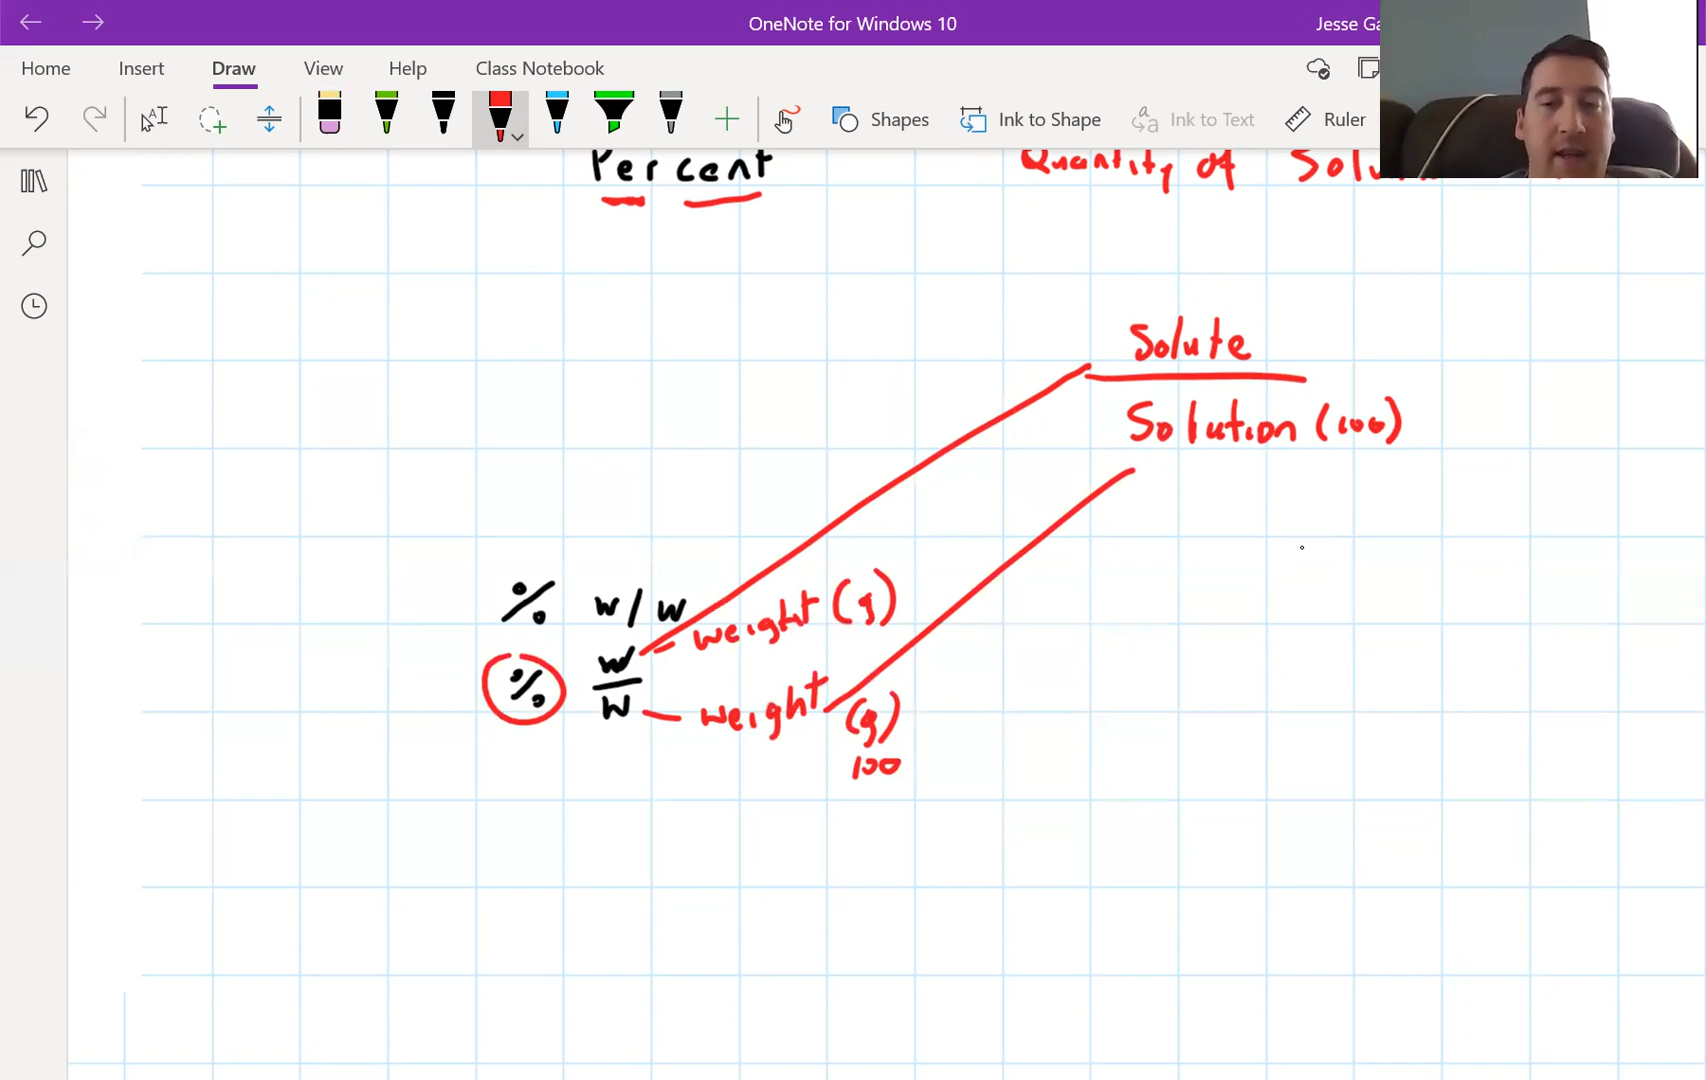 OneNote for Windows 10
Jesse
Home Insert Draw View Help Class Notebook
Shapes Ink to Shape Ink to Text Ruler
Percent
Quantity of
Solute
Solution (100)
% w/w
weight (g)
% w
w
weight (g)
100